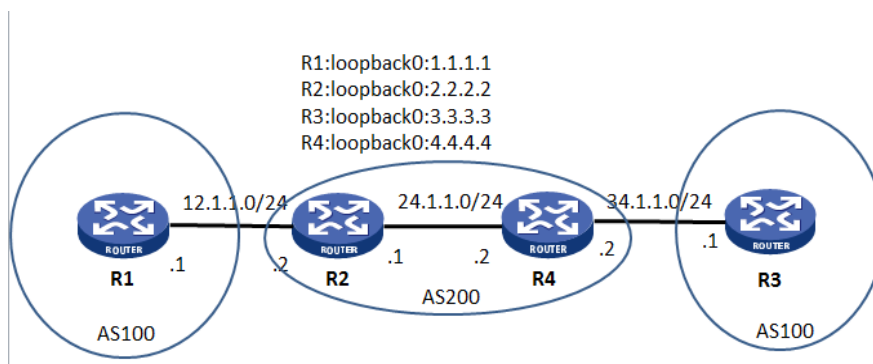 R1:loopback0:1.1.1.1
R2:loopback0:2.2.2.2
R3:loopback0:3.3.3.3
R4:loopback0:4.4.4.4
12.1.1.0/24
24.1.1.0/24
34.1.1.0/24
ROUTER
ROUTER
ROUTER
ROUTER
.1
.2
.1
.2
.2
.1
R1
R2
R4
R3
AS100
AS200
AS100